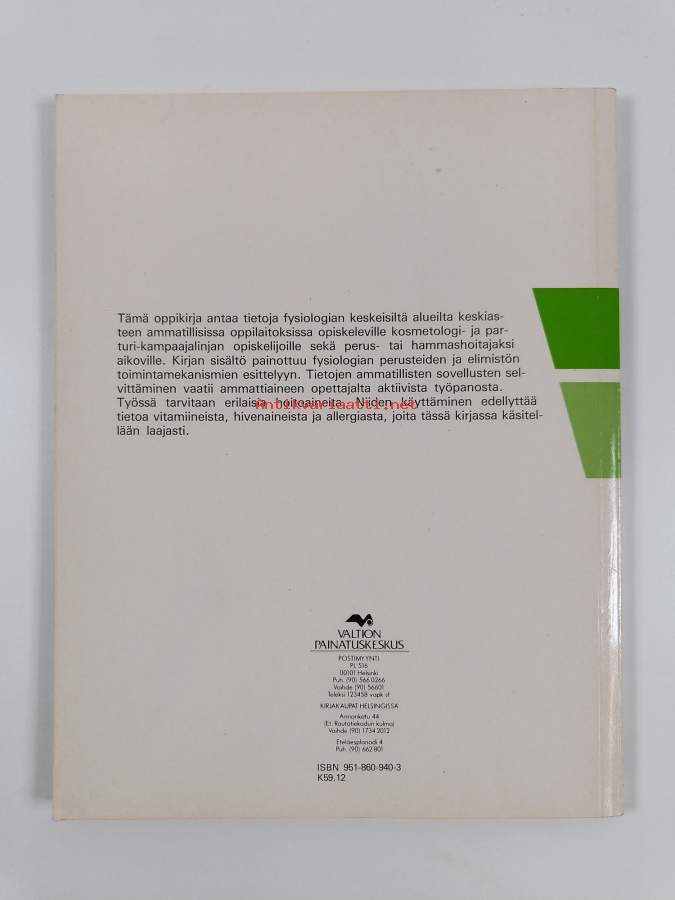 Tämä oppikirja antaa tietoja fysiologian keskeisiltä alueilta keskias-
teen ammatillisissa oppilaitoksissa opiskeleville kosmetologi- ja par-
turi-kampaajalinjan opiskelijoille sekä perus- tai hammashoitajaksi
aikoville. Kirjan sisältö painottuu fysiologian perusteiden ja elimistön
toimintamekanismien esittelyyn. Tietojen ammatillisten sovellusten sel-
vittäminen vaatii ammattiaineen opettajalta aktiivista työpanosta.
Työssä tarvitaan erilaisia hoitoaineita. Niiden käyttäminen edellyttää
antikvariaatti.net
tietoa vitamiineista, hivenaineista ja allergiasta, joita tässä kirjassa käsitel-
lään laajasti.
VALTION
PAINATUSKESKUS
POSTIMYYNTI
PL 516
00101 Helsinki
Puh. (90) 566 0266
Vaihde (90) 56601
Teleksi 123458 vapk sf
KIRJAKAUPAT HELSINGISSÄ
Annankatu 44
(Et. Rautatiekadun kulma)
Vaihde (90) 1734 2012
Eteläesplanadi 4
Puh. (90) 662 801
ISBN 951-860-940-3
K59.12